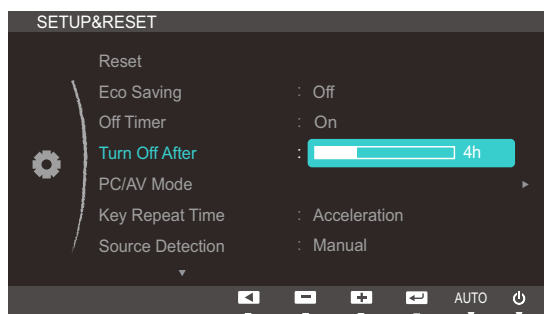 SETUP&RESET
Reset
Eco Saving : Off
Off Timer : On
Turn Off After : 4h
PC/AV Mode
Key Repeat Time : Acceleration
Source Detection : Manual
AUTO